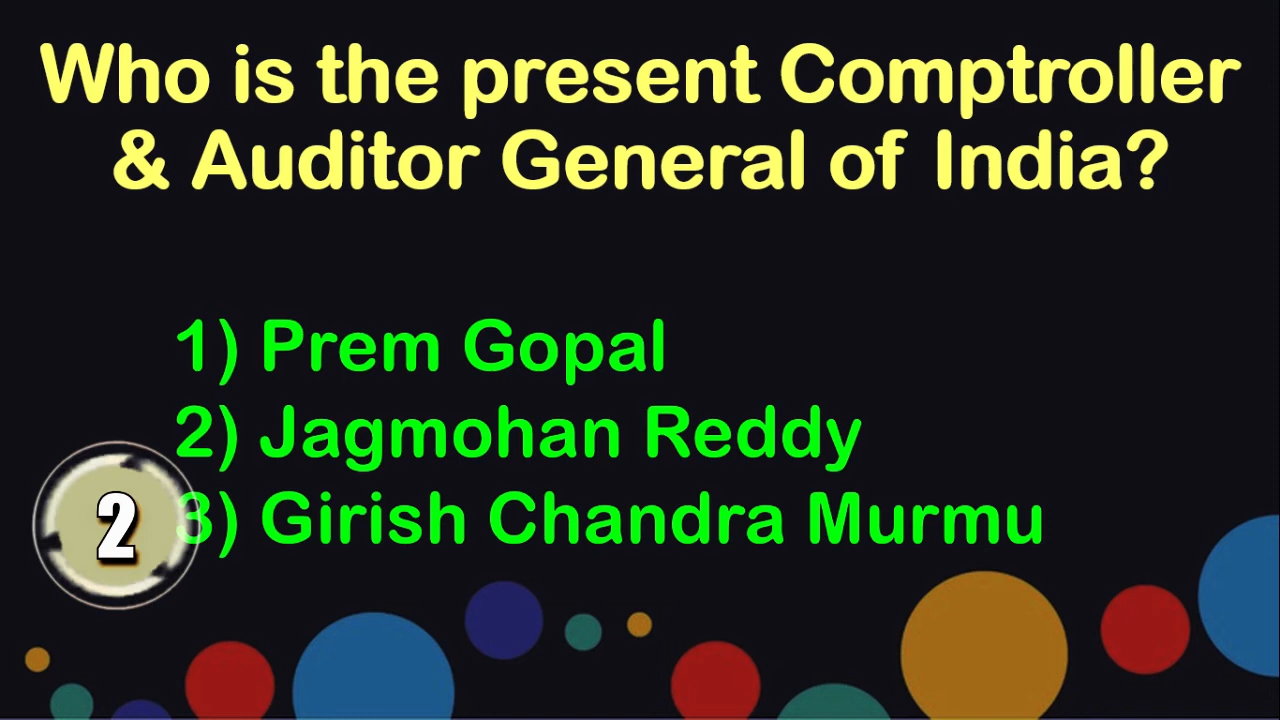 Who is the present Comptroller
& Auditor General of India?
1) Prem Gopal
2) Jagmohan Reddy
3) Girish Chandra Murmu
2